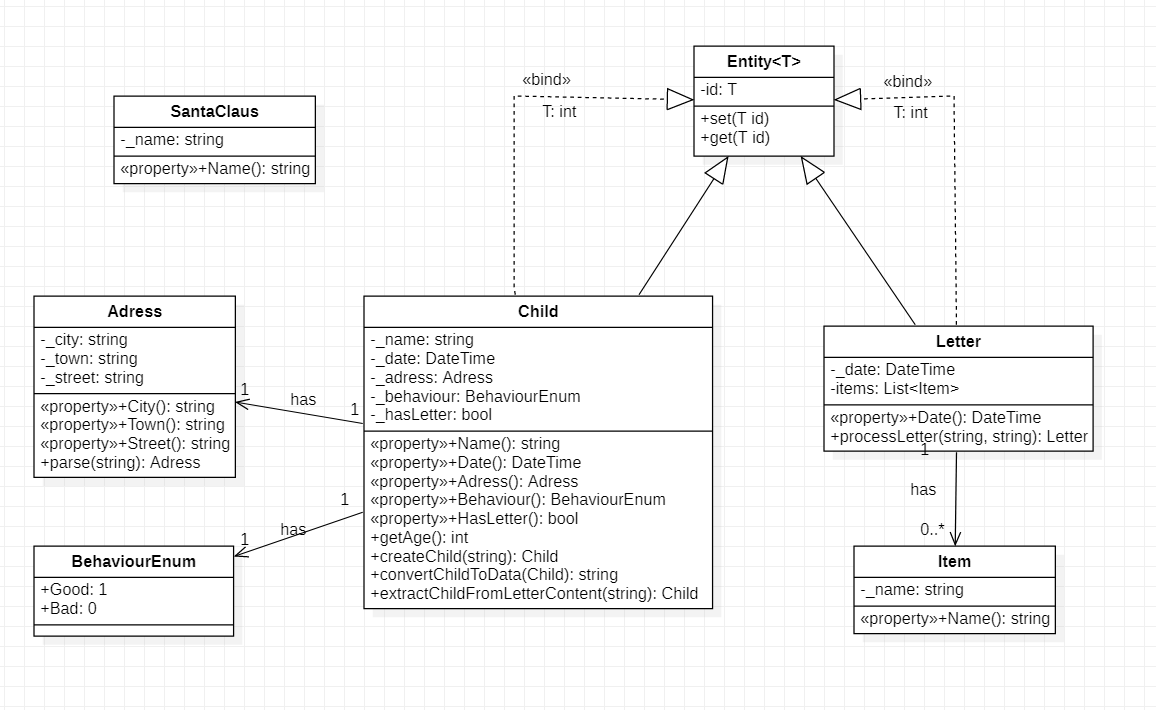 Entity<T>
-id: T
+set(T id)
+get(T id)
«bind»
T: int
«bind»
T: int
SantaClaus
-_name: string
«property»+Name(): string
Adress
-_city: string
-_town: string
-_street: string
«property»+City(): string
«property»+Town(): string
«property»+Street(): string
+parse(string): Adress
1
has
1
Child
-_name: string
-_date: DateTime
-_adress: Adress
-_behaviour: BehaviourEnum
-_hasLetter: bool
«property»+Name(): string
«property»+Date(): DateTime
«property»+Adress(): Adress
«property»+Behaviour(): BehaviourEnum
«property»+HasLetter(): bool
+getAge(): int
+createChild(string): Child
+convertChildToData(Child): string
+extractChildFromLetterContent(string): Child
Letter
-_date: DateTime
-items: List<Item>
«property»+Date(): DateTime
+processLetter(string, string): Letter
1
has
0..*
1
has
1
BehaviourEnum
+Good: 1
+Bad: 0
Item
-_name: string
«property»+Name(): string